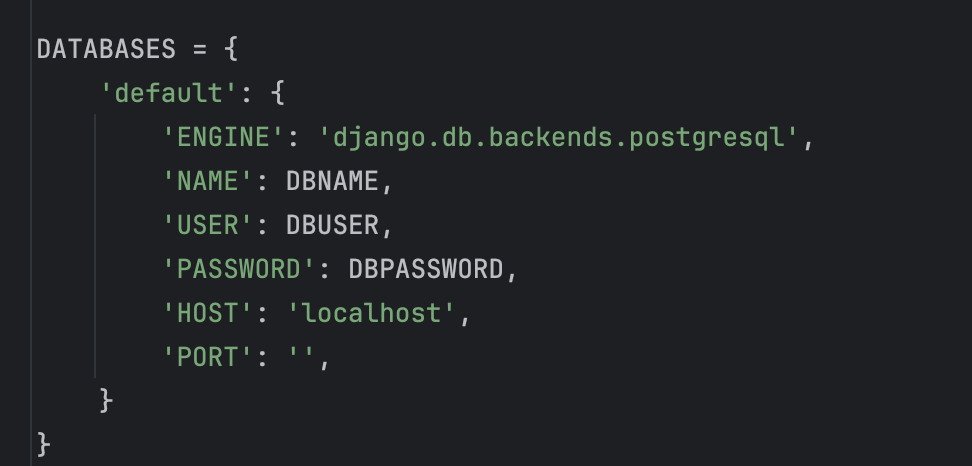 DATABASES = {
    'default': {
        'ENGINE': 'django.db.backends.postgresql',
        'NAME': DBNAME,
        'USER': DBUSER,
        'PASSWORD': DBPASSWORD,
        'HOST': 'localhost',
        'PORT': '',
    }
}